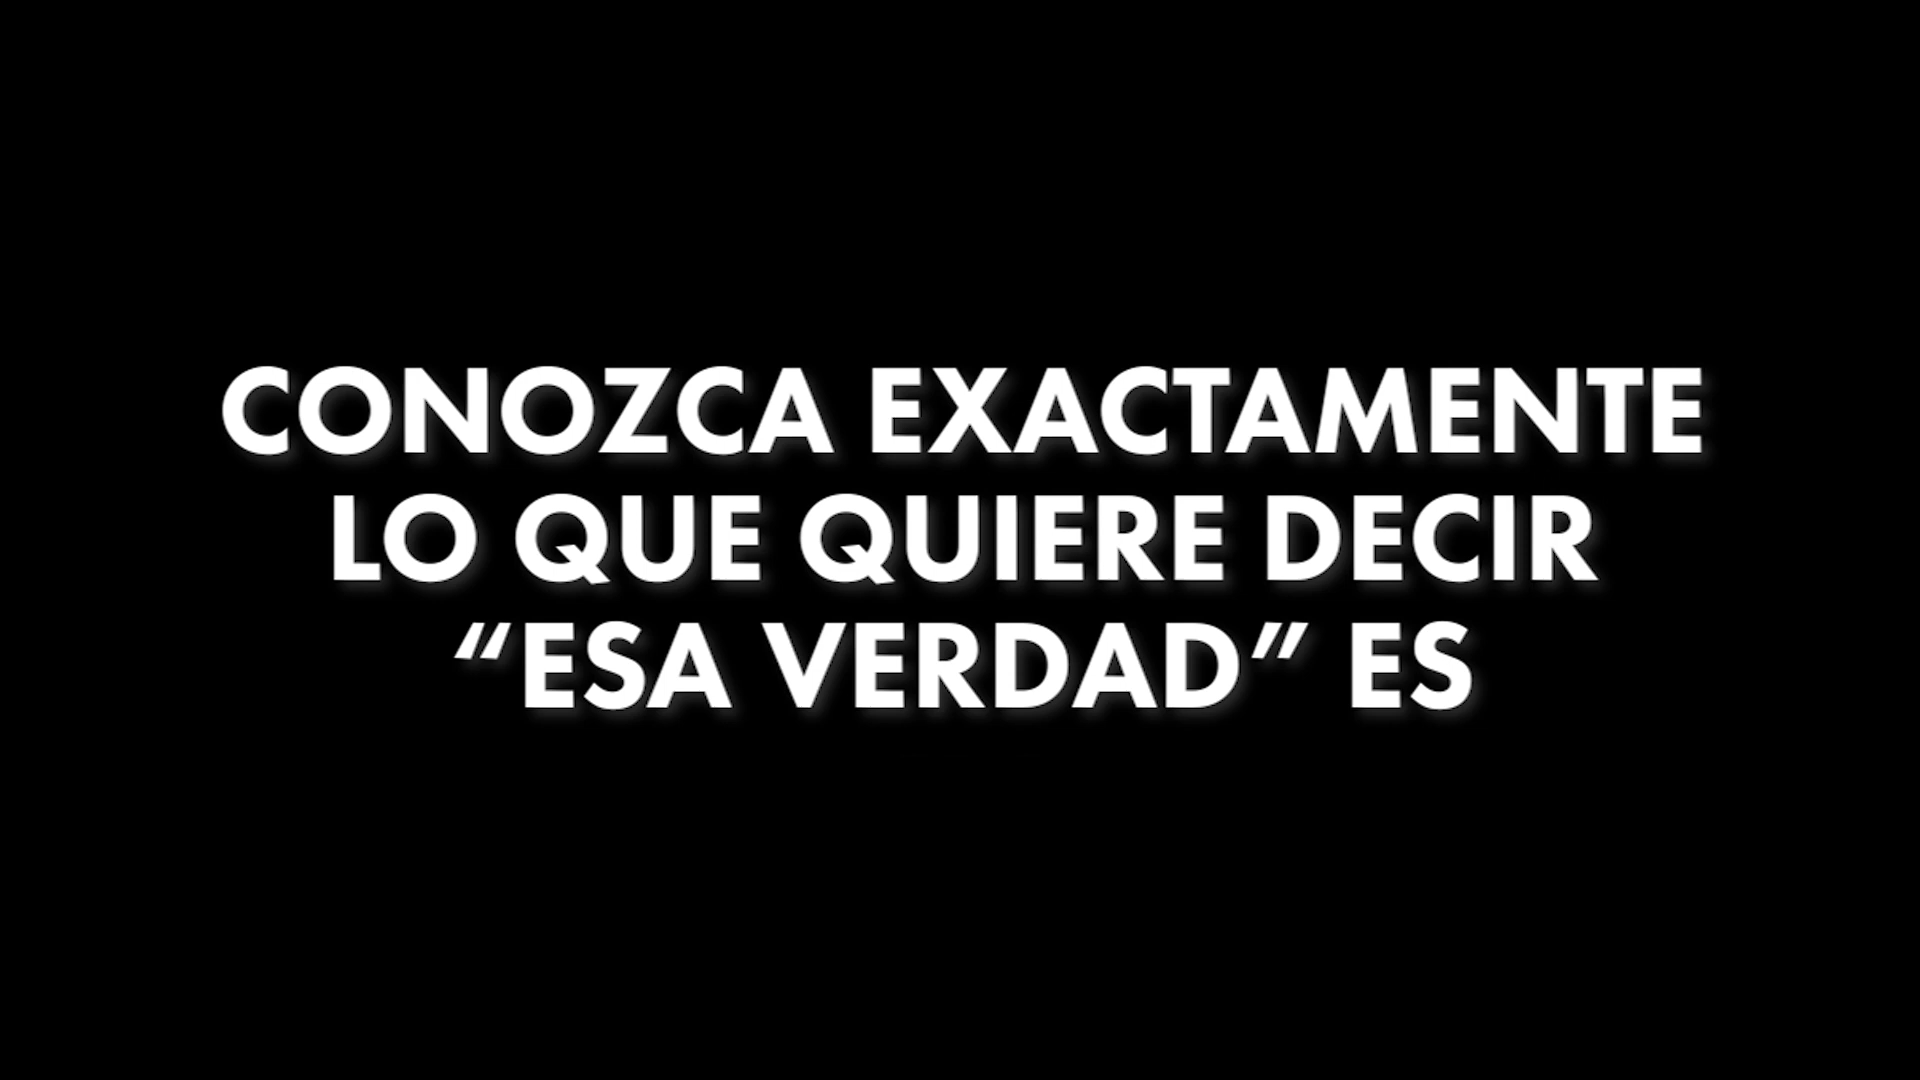 CONOZCA EXACTAMENTE
LO QUE QUIERE DECIR
“ESA VERDAD” ES